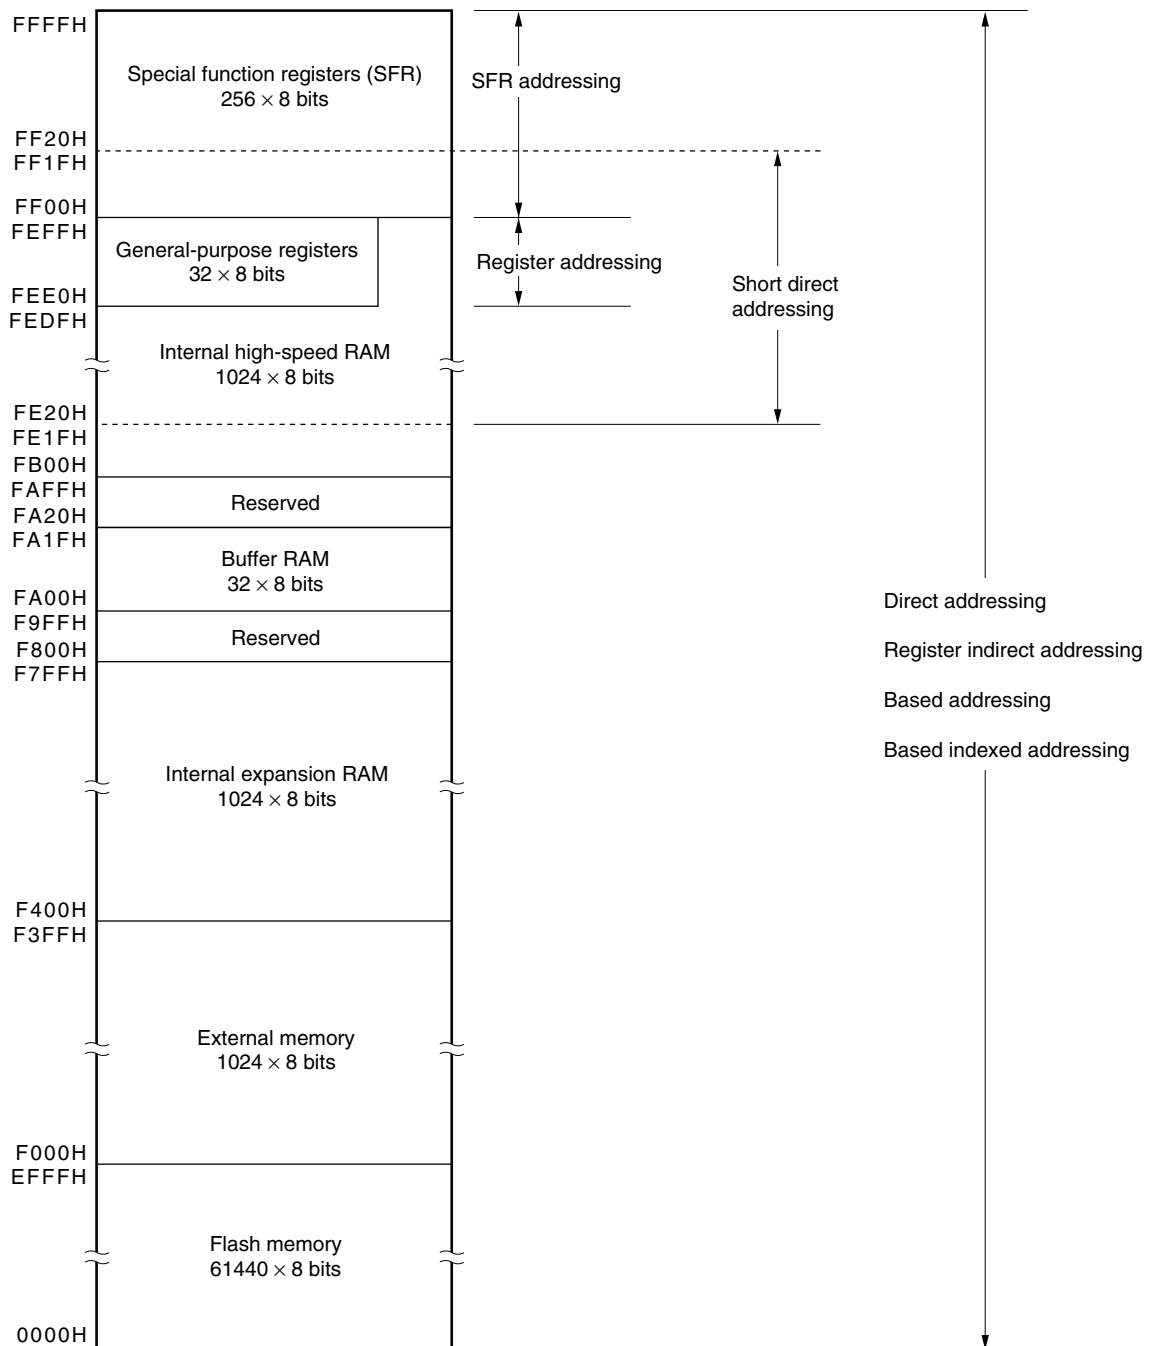 FFFFH
Special function registers (SFR)
256 × 8 bits
SFR addressing
FF20H
FF1FH
FF00H
FEFFH
General-purpose registers
32 × 8 bits
Register addressing
Short direct
addressing
FEE0H
FEDFH
Internal high-speed RAM
1024 × 8 bits
FE20H
FE1FH
FB00H
FAFFH
Reserved
FA20H
FA1FH
Buffer RAM
32 × 8 bits
FA00H
F9FFH
Reserved
F800H
F7FFH
Direct addressing
Register indirect addressing
Based addressing
Based indexed addressing
Internal expansion RAM
1024 × 8 bits
F400H
F3FFH
External memory
1024 × 8 bits
F000H
EFFFH
Flash memory
61440 × 8 bits
0000H